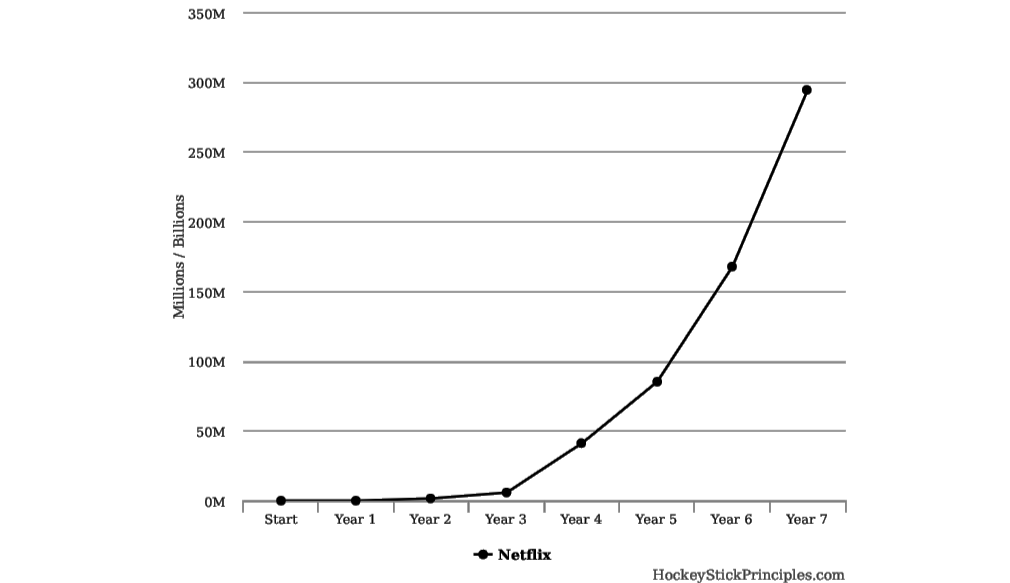 350M
300M
250M
200M
150M
100M
50M
0M
Millions / Billions
Start Year 1 Year 2 Year 3 Year 4 Year 5 Year 6 Year 7
Netflix
HockeyStickPrinciples.com